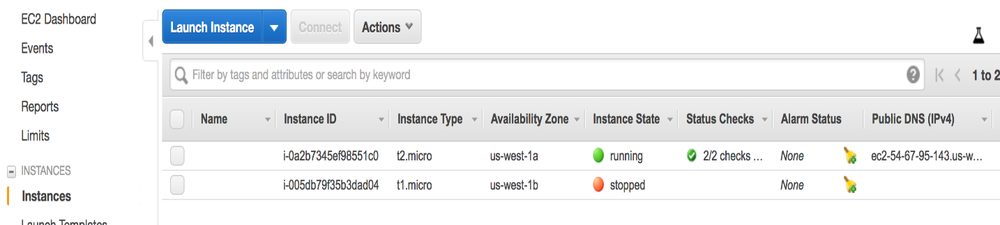 EC2 Dashboard
Events
Tags
Reports
Limits
INSTANCES
Instances
Launch Templates
Launch Instance Connect Actions
Filter by tags and attributes or search by keyword ? 1 to 2
Name Instance ID Instance Type Availability Zone Instance State Status Checks Alarm Status Public DNS (IPv4)
i-0a2b7345ef98551c0 t2.micro us-west-1a running 2/2 checks ... None ec2-54-67-95-143.us-w...
i-005db79f35b3dad04 t1.micro us-west-1b stopped None